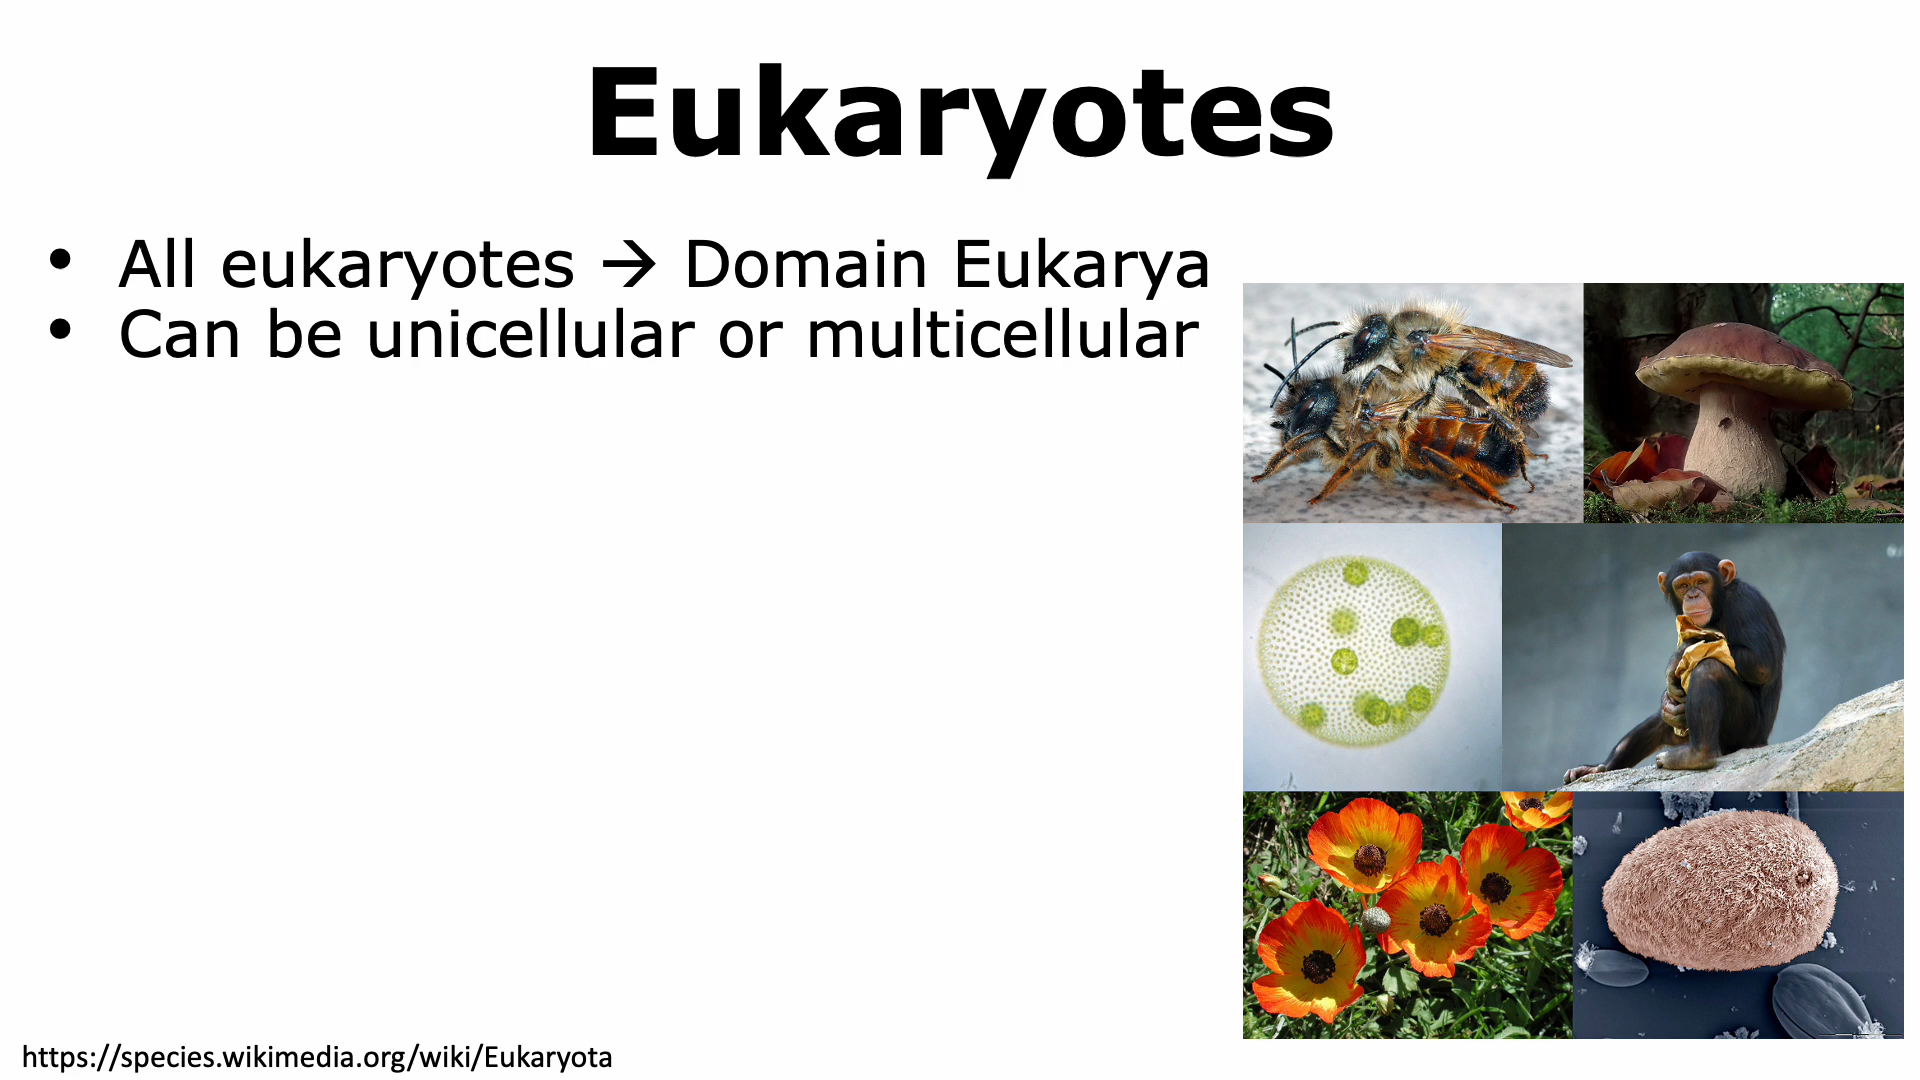 Eukaryotes
• All eukaryotes → Domain Eukarya
• Can be unicellular or multicellular
https://species.wikimedia.org/wiki/Eukaryota